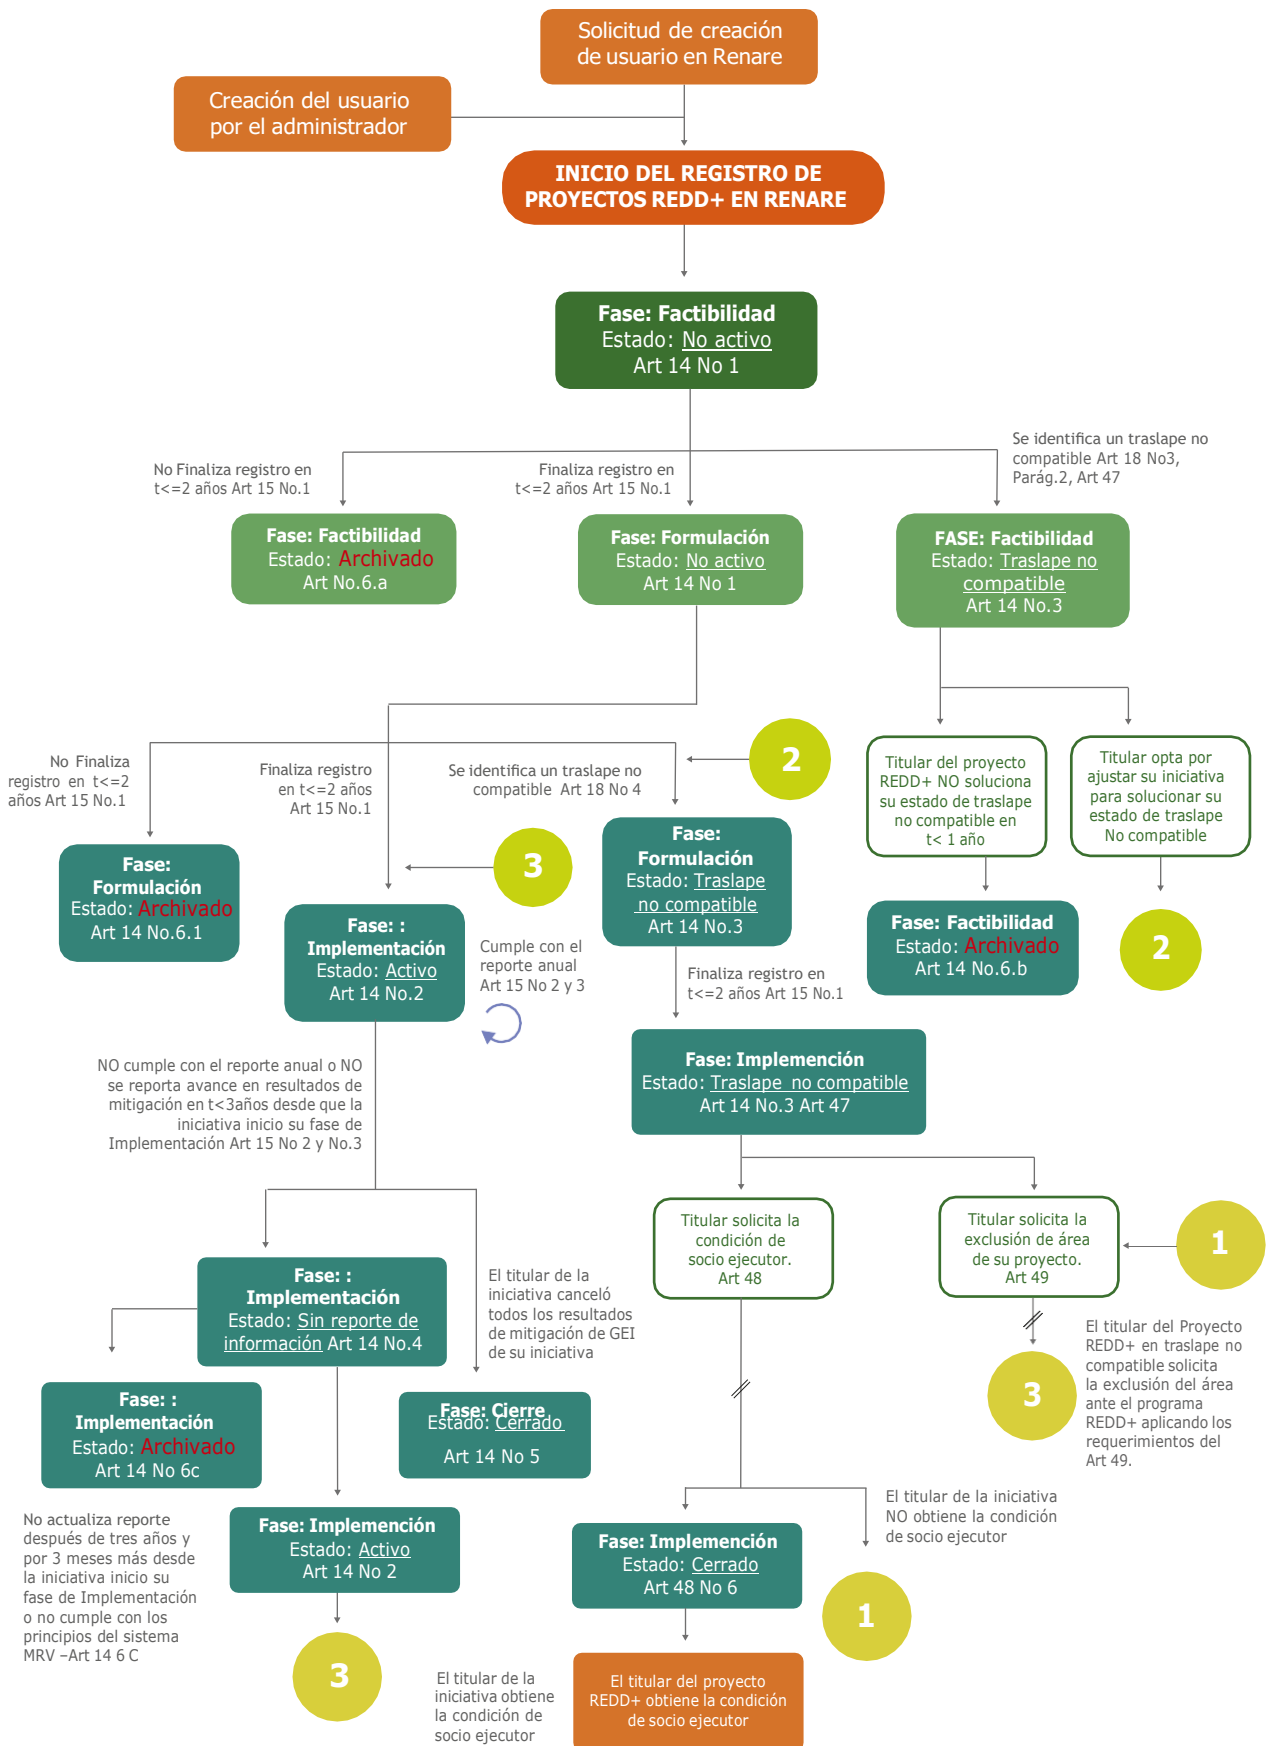 Solicitud de creación
de usuario en Renare
Creación del usuario
por el administrador
INICIO DEL REGISTRO DE
PROYECTOS REDD+ EN RENARE
Fase: Factibilidad
Estado: No activo
Art 14 No 1
No Finaliza registro en
t<=2 años Art 15 No.1
Finaliza registro en
t<=2 años Art 15 No.1
Se identifica un traslape no
compatible Art 18 No3,
Parág.2, Art 47
Fase: Factibilidad
Estado: Archivado
Art No.6.a
Fase: Formulación
Estado: No activo
Art 14 No 1
FASE: Factibilidad
Estado: Traslape no
compatible
Art 14 No.3
No Finaliza
registro en t<=2
años Art 15 No.1
Finaliza registro
en t<=2 años
Art 15 No.1
Se identifica un traslape no
compatible Art 18 No 4
2
3
Titular del proyecto
REDD+ NO soluciona
su estado de traslape
no compatible en
t< 1 año
Titular opta por
ajustar su iniciativa
para solucionar su
estado de traslape
No compatible
Fase:
Formulación
Estado: Archivado
Art 14 No.6.1
Fase: :
Implementación
Estado: Activo
Art 14 No.2
Cumple con el
reporte anual
Art 15 No 2 y 3
Fase:
Formulación
Estado: Traslape
no compatible
Art 14 No.3
Finaliza registro en
t<=2 años Art 15 No.1
Fase: Factibilidad
Estado: Archivado
Art 14 No.6.b
2
NO cumple con el reporte anual o NO
se reporta avance en resultados de
mitigación en t<3años desde que la
iniciativa inicio su fase de
Implementación Art 15 No 2 y No.3
Fase: Implemención
Estado: Traslape no compatible
Art 14 No.3 Art 47
Titular solicita la
condición de
socio ejecutor.
Art 48
Titular solicita la
exclusión de área
de su proyecto.
Art 49
1
Fase: :
Implementación
Estado: Sin reporte de
información Art 14 No.4
El titular de la
iniciativa canceló
todos los resultados
de mitigación de GEI
de su iniciativa
3
El titular del Proyecto
REDD+ en traslape no
compatible solicita
la exclusión del área
ante el programa
REDD+ aplicando los
requerimientos del
Art 49.
Fase: :
Implementación
Estado: Archivado
Art 14 No 6c
Fase: Cierre
Estado: Cerrado
Art 14 No 5
No actualiza reporte
después de tres años y
por 3 meses más desde
la iniciativa inicio su
fase de Implementación
o no cumple con los
principios del sistema
MRV –Art 14 6 C
Fase: Implemención
Estado: Activo
Art 14 No 2
3
Fase: Implemención
Estado: Cerrado
Art 48 No 6
El titular de la iniciativa
NO obtiene la condición
de socio ejecutor
1
El titular de la
iniciativa obtiene
la condición de
socio ejecutor
El titular del proyecto
REDD+ obtiene la condición
de socio ejecutor